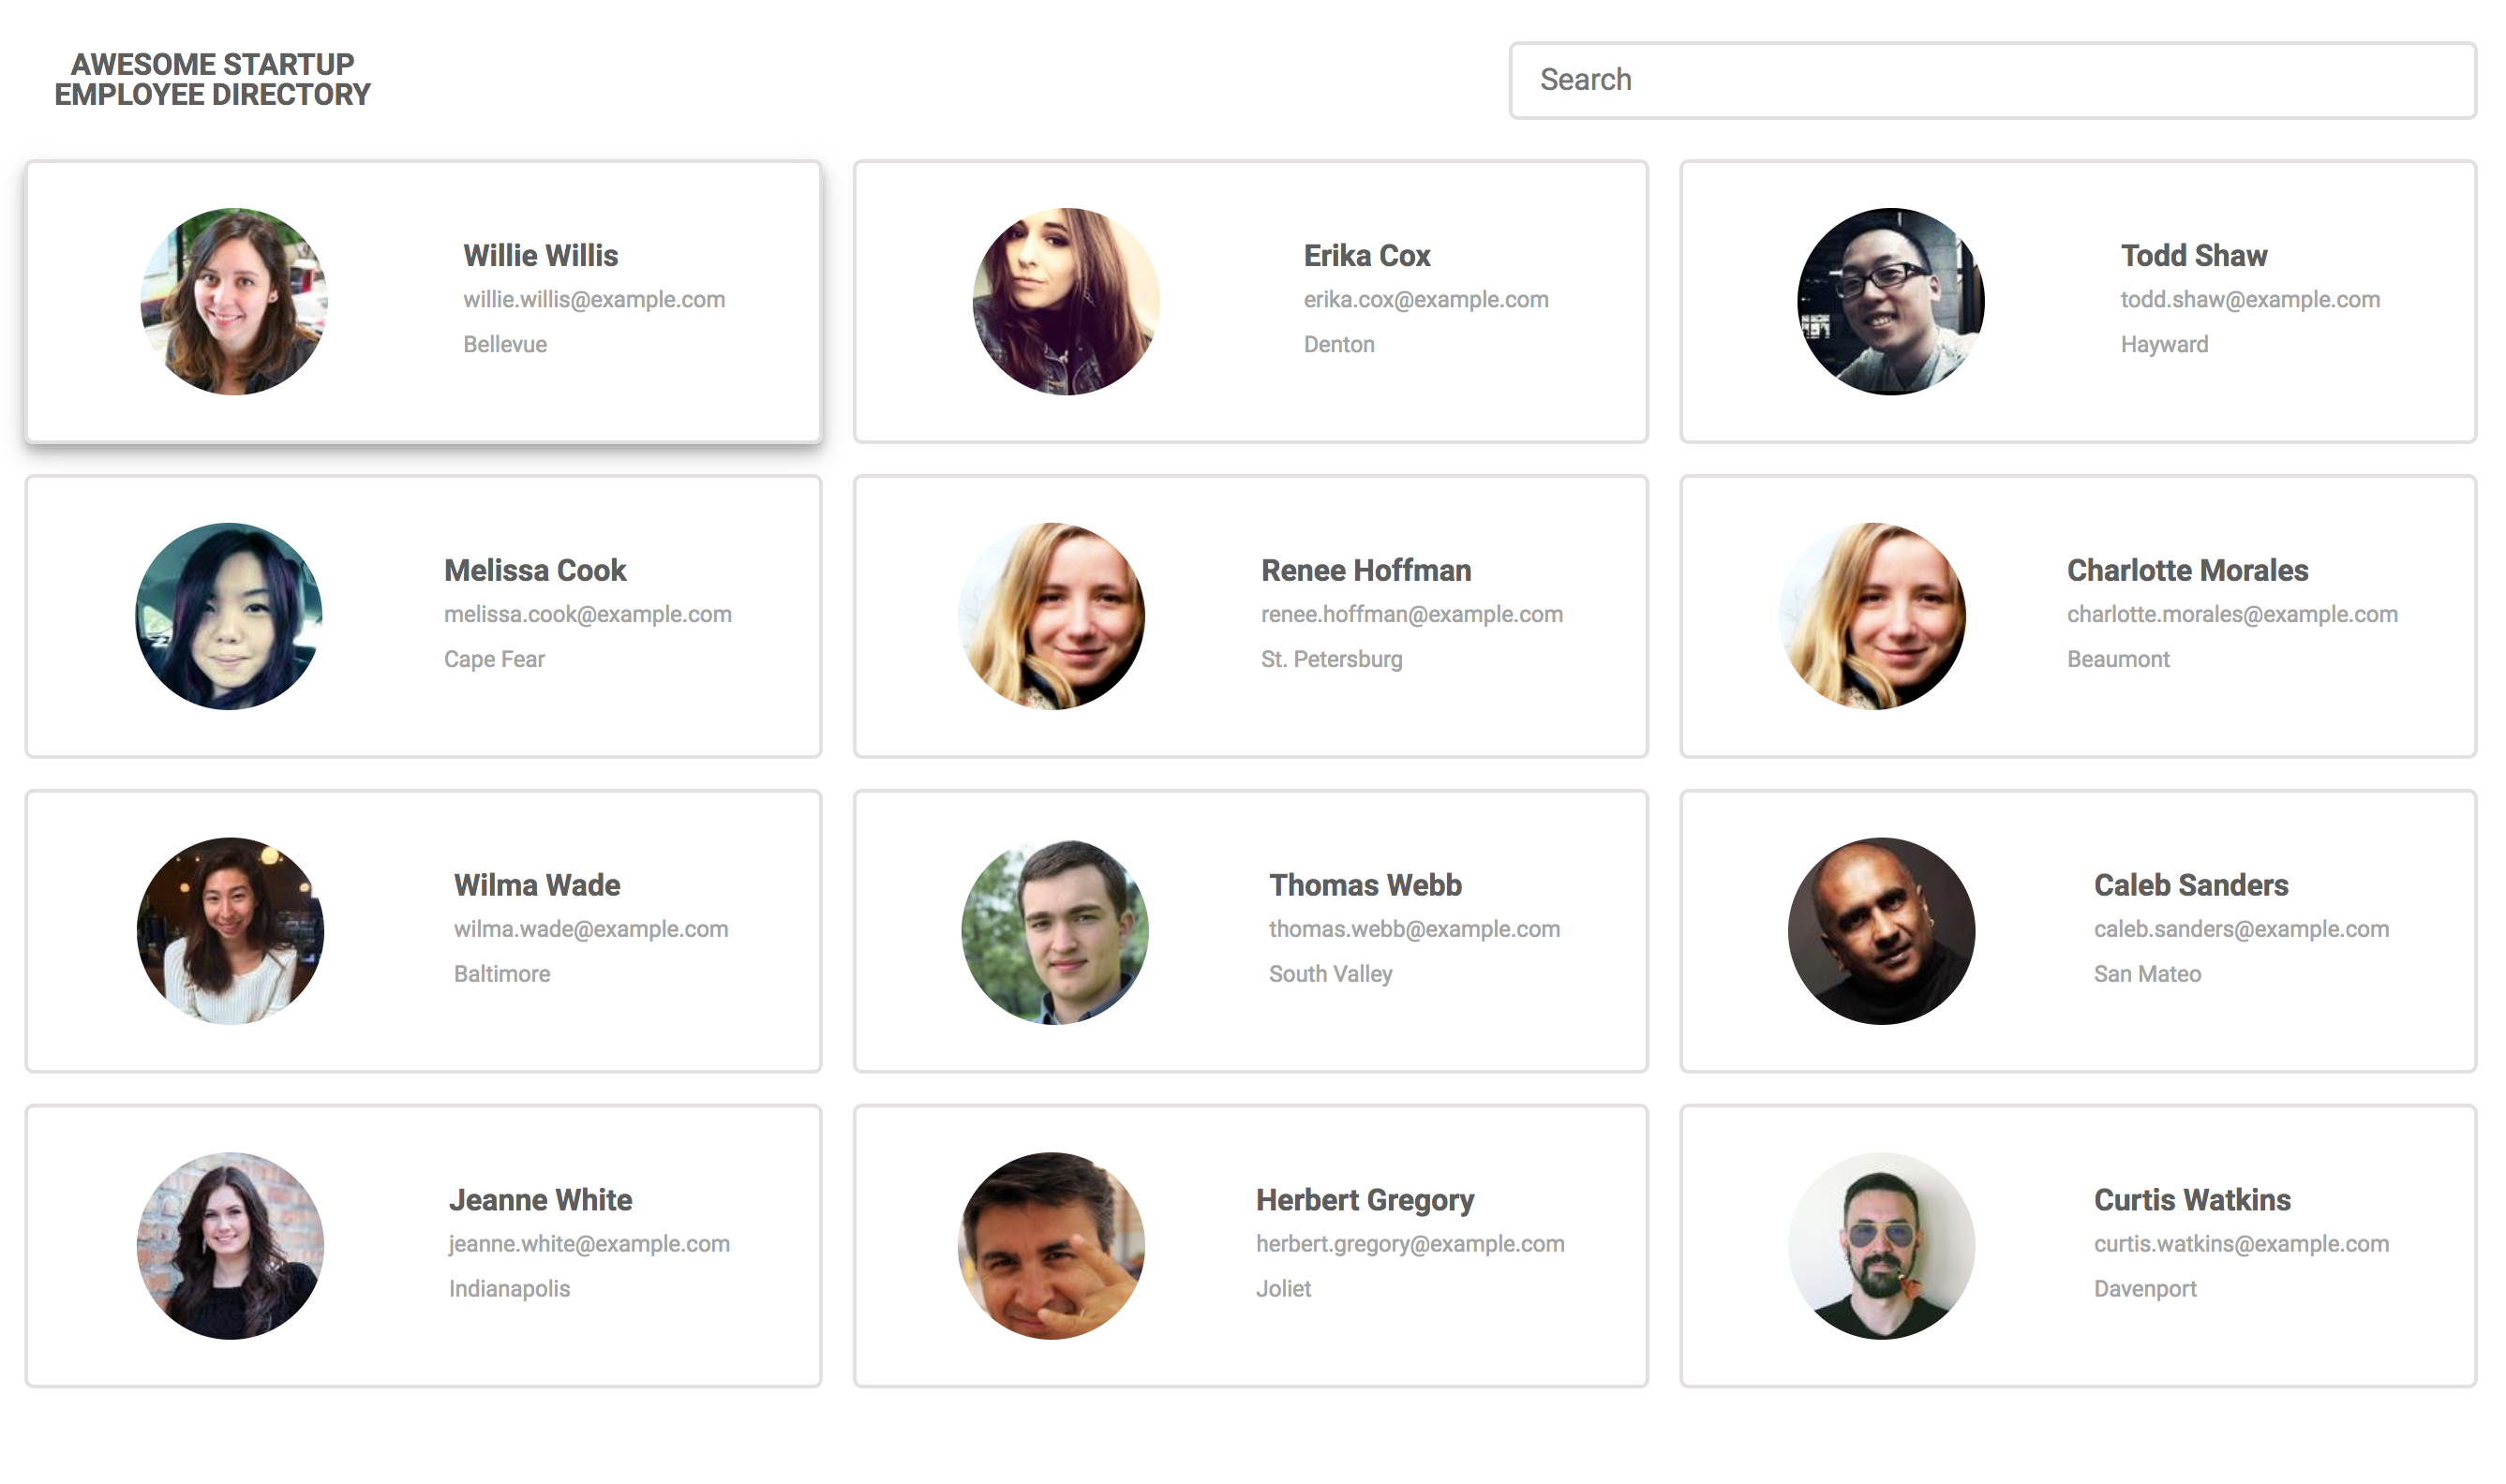 AWESOME STARTUP
EMPLOYEE DIRECTORY
Search
Willie Willis
willie.willis@example.com
Bellevue
Erika Cox
erika.cox@example.com
Denton
Todd Shaw
todd.shaw@example.com
Hayward
Melissa Cook
melissa.cook@example.com
Cape Fear
Renee Hoffman
renee.hoffman@example.com
St. Petersburg
Charlotte Morales
charlotte.morales@example.com
Beaumont
Wilma Wade
wilma.wade@example.com
Baltimore
Thomas Webb
thomas.webb@example.com
South Valley
Caleb Sanders
caleb.sanders@example.com
San Mateo
Jeanne White
jeanne.white@example.com
Indianapolis
Herbert Gregory
herbert.gregory@example.com
Joliet
Curtis Watkins
curtis.watkins@example.com
Davenport